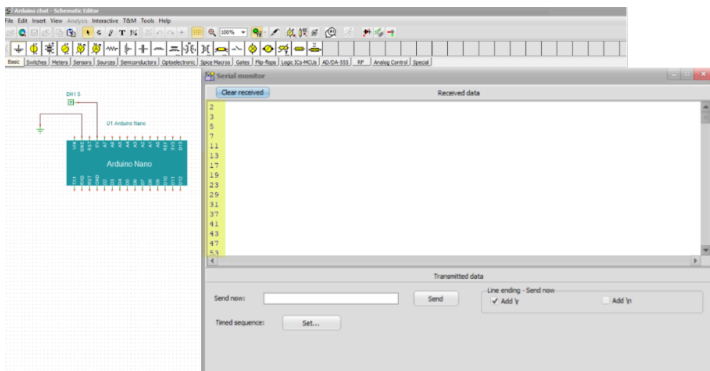 Arduino chat - Schematic Editor
File Edit Insert View Analysis Interactive T&M Tools Help
100%
Basic Switches Meters Sensors Sources Semiconductors Optoelectronic Spice Macros Gates Flip-flops Logic ICs-MCUs AD/DA-555 RF Analog Control Special
Serial monitor
Clear received
Received data
2
3
5
7
11
13
17
19
23
29
31
37
41
43
47
53
U1 Arduino Nano
Arduino Nano
Transmitted data
Send now:
Send
Line ending - Send now
Add \r
Add \n
Timed sequence:
Set...